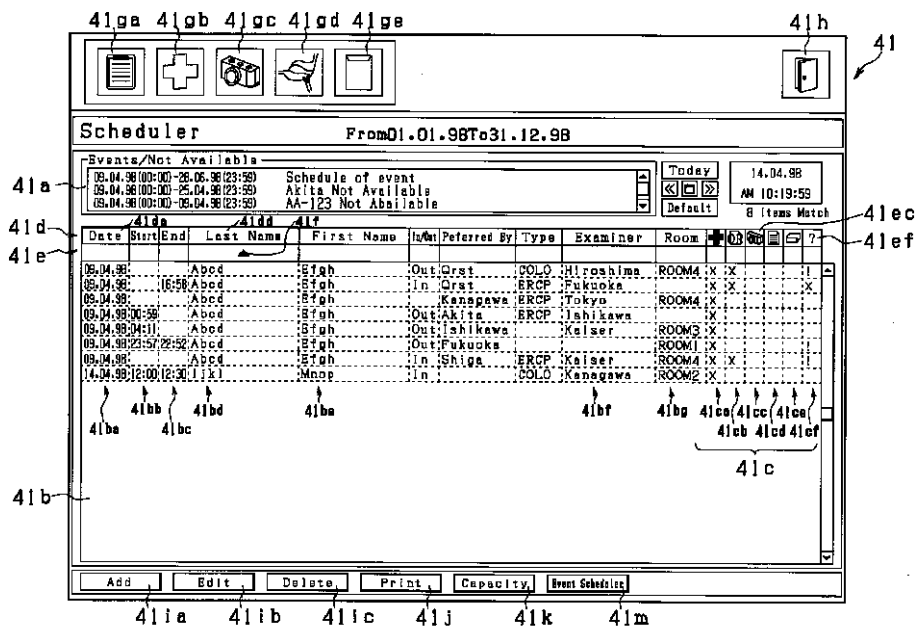 41ga 41gb 41gc 41gd 41ge 41h
41
Scheduler From01.01.98To31.12.98
Events/Not Available
09.04.98(00:00)-28.06.98(23:59) Schedule of event
09.04.98(00:00)-25.04.98(23:59) Akita Not Available
09.04.98(00:00)-09.04.98(23:59) AA-123 Not Abailable
Today
Default
14.04.98
AM 10:19:59
8 Items Match
41a
41da 41dd 41f 41ec
41d
41e
41ef
Date Start End Last Name First Name In/Out Peferred By Type Examiner Room ?
09.04.98 Abcd Efgh Out Qrst COLO Hiroshima ROOM4 X X !
09.04.98 16:58 Abcd Efgh In Qrst ERCP Fukuoka X X X
09.04.98 Abcd Efgh Kanagawa ERCP Tokyo ROOM4 X
09.04.98 00:59 Abcd Efgh Out Akita ERCP Ishikawa X
09.04.98 04:11 Abcd Efgh Out Ishikawa Kaiser ROOM3 X
09.04.98 23:57 22:52 Abcd Efgh Out Fukuoka ROOM1 X !
09.04.98 Abcd Efgh In Shiga ERCP Kaiser ROOM4 X X !
14.04.98 12:00 12:30 Ijkl Mnop In COLO Kanagawa ROOM2 X
41ba 41bb 41bc 41bd 41be 41bf 41bg 41ca 41cb 41cc 41cd 41ce 41cf
41c
41b
Add Edit Delete Print Capacity Event Scheduler
41ia 41ib 41ic 41j 41k 41m